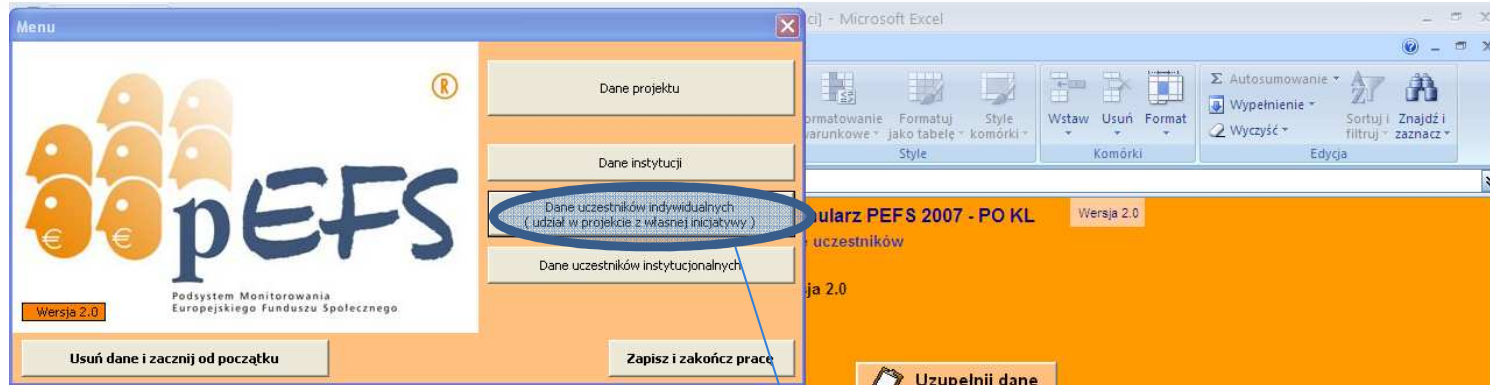 Menu
ci] - Microsoft Excel
®
pEFS
Podsystem Monitorowania
Europejskiego Funduszu Społecznego
Wersja 2.0
Dane projektu
Dane instytucji
Dane uczestników indywidualnych
( udział w projekcie z własnej inicjatywy )
Dane uczestników instytucjonalnych
Usuń dane i zacznij od początku
Zapisz i zakończ pracę
ormatowanie
arunkowe
Formatuj
jako tabelę
Style
komórki
Style
Wstaw
Usuń
Format
Komórki
Σ Autosumowanie
Wypełnienie
Wyczyść
Sortuj i
filtruj
Znajdź i
zaznacz
Edycja
ularz PEFS 2007 - PO KL
Wersja 2.0
uczestników
ja 2.0
Uzupełnij dane